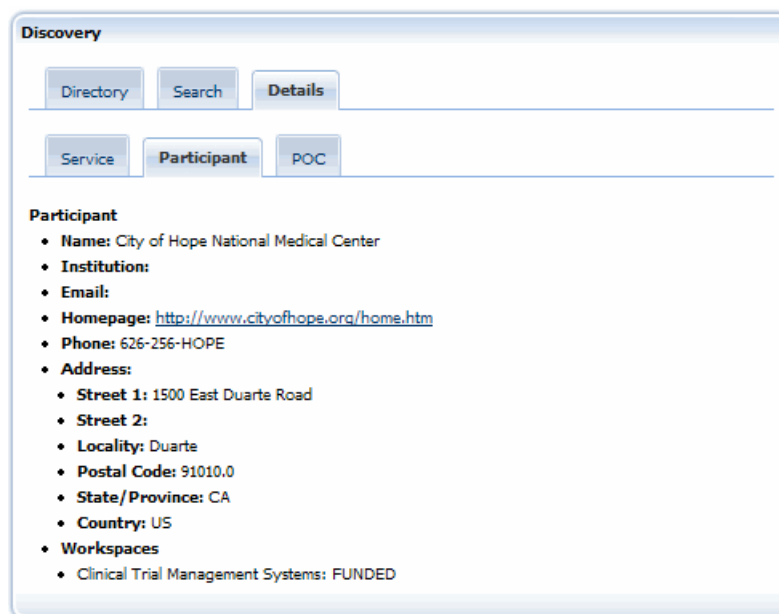 Discovery
Directory Search Details
Service Participant POC
Participant
• Name: City of Hope National Medical Center
• Institution:
• Email:
• Homepage: http://www.cityofhope.org/home.htm
• Phone: 626-256-HOPE
• Address:
• Street 1: 1500 East Duarte Road
• Street 2:
• Locality: Duarte
• Postal Code: 91010.0
• State/Province: CA
• Country: US
• Workspaces
• Clinical Trial Management Systems: FUNDED